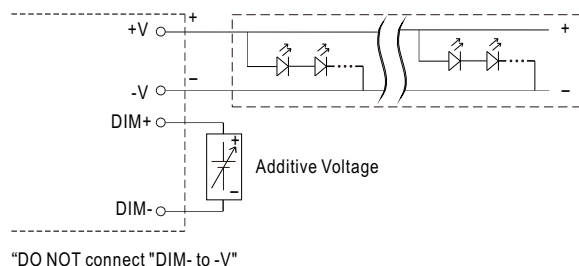 +V
+
+
-V
−
−
DIM+
+
−
Additive Voltage
DIM-
“DO NOT connect "DIM- to -V"